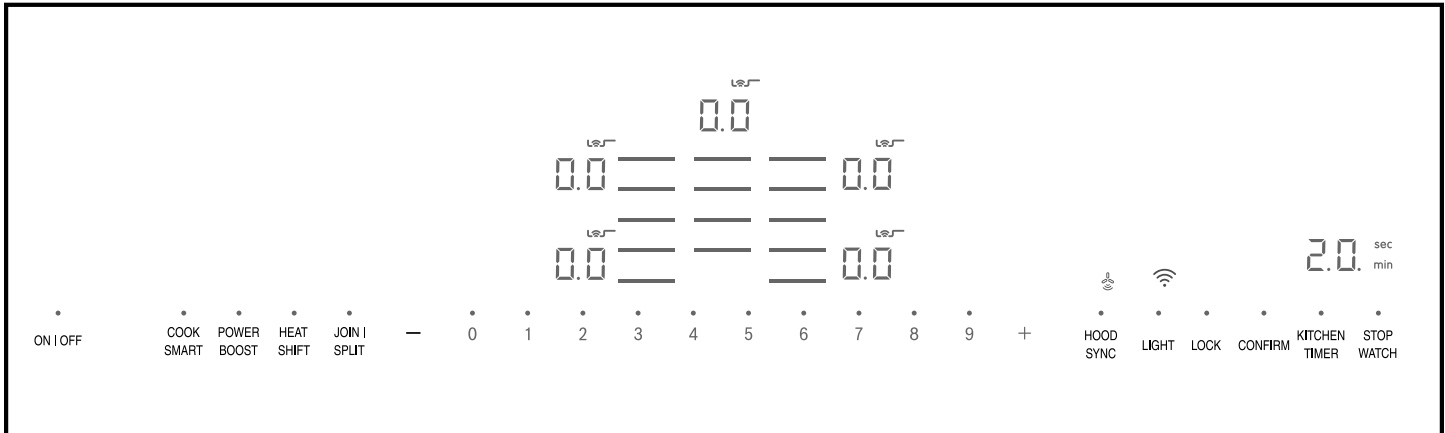 0.0
0.0 0.0
0.0 0.0
2.0. sec
min
ON | OFF
COOK
SMART
POWER
BOOST
HEAT
SHIFT
JOIN |
SPLIT
− 0 1 2 3 4 5 6 7 8 9 +
HOOD
SYNC
LIGHT
LOCK
CONFIRM
KITCHEN
TIMER
STOP
WATCH